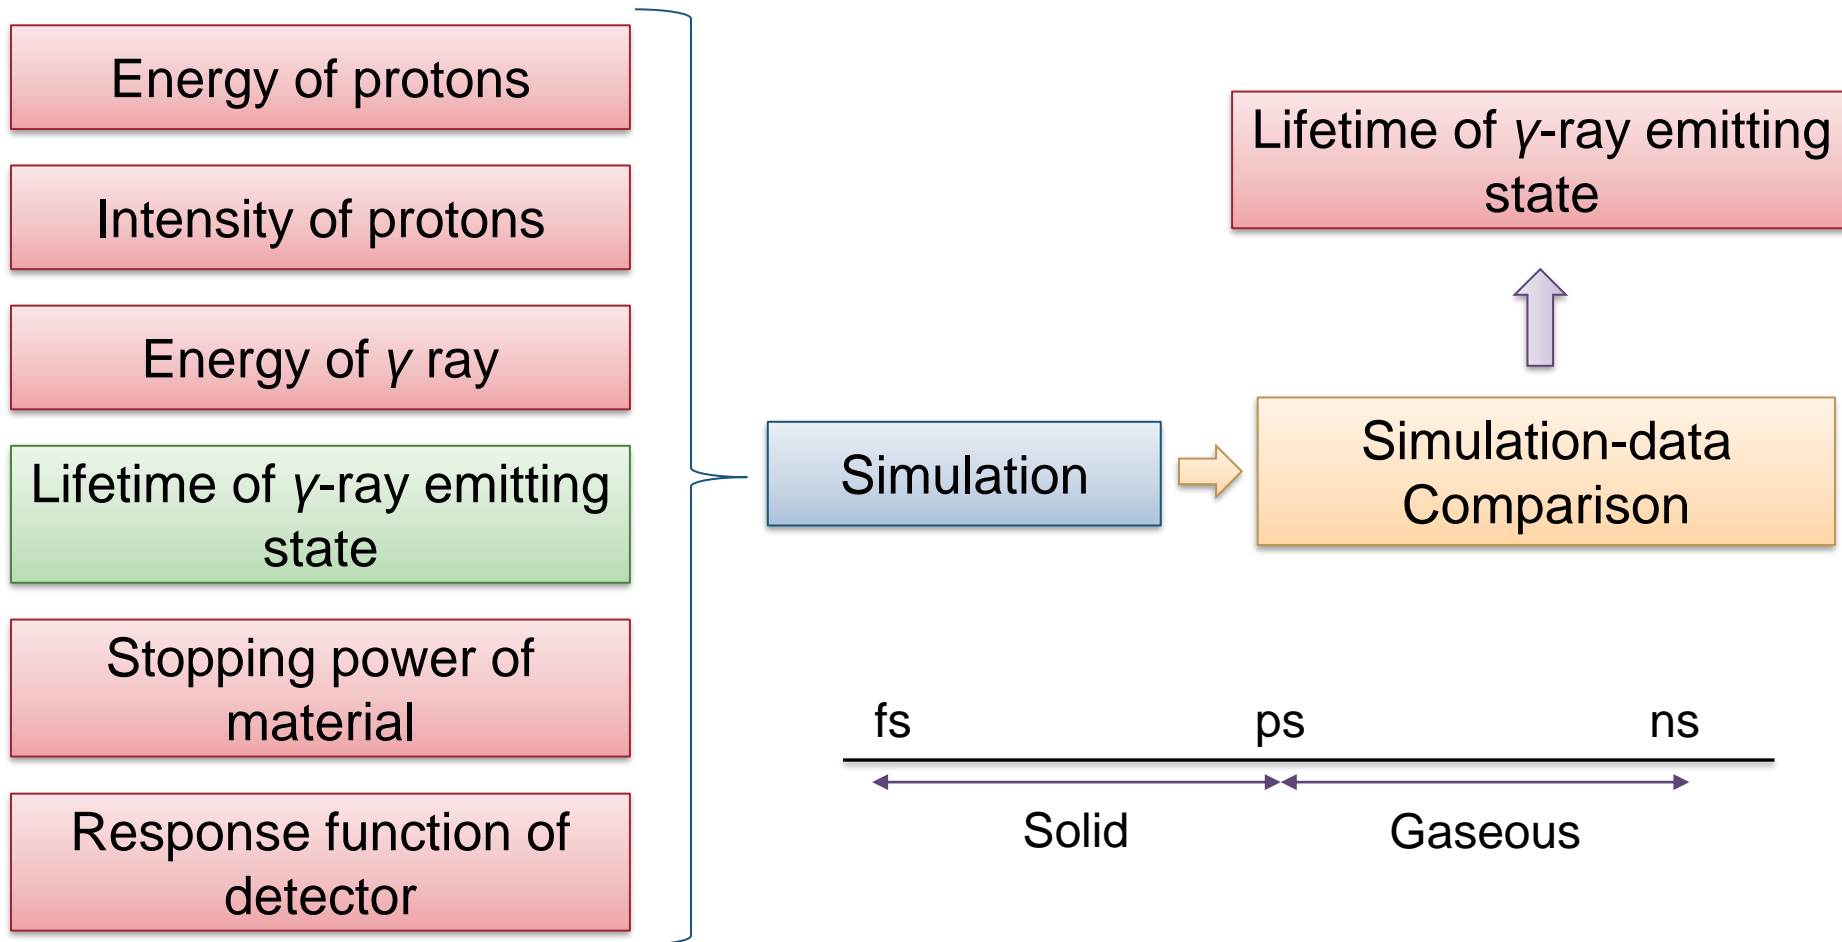 Energy of protons
Intensity of protons
Energy of γ ray
Lifetime of γ-ray emitting
state
Stopping power of
material
Response function of
detector
Simulation
Simulation-data
Comparison
Lifetime of γ-ray emitting
state
fs ps ns
Solid Gaseous